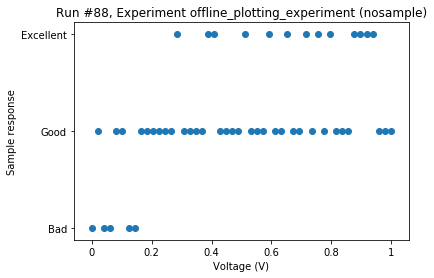 Run #88, Experiment offline_plotting_experiment (nosample)
Excellent
Good
Bad
Sample response
0
0.2
0.4
0.6
0.8
1
Voltage (V)